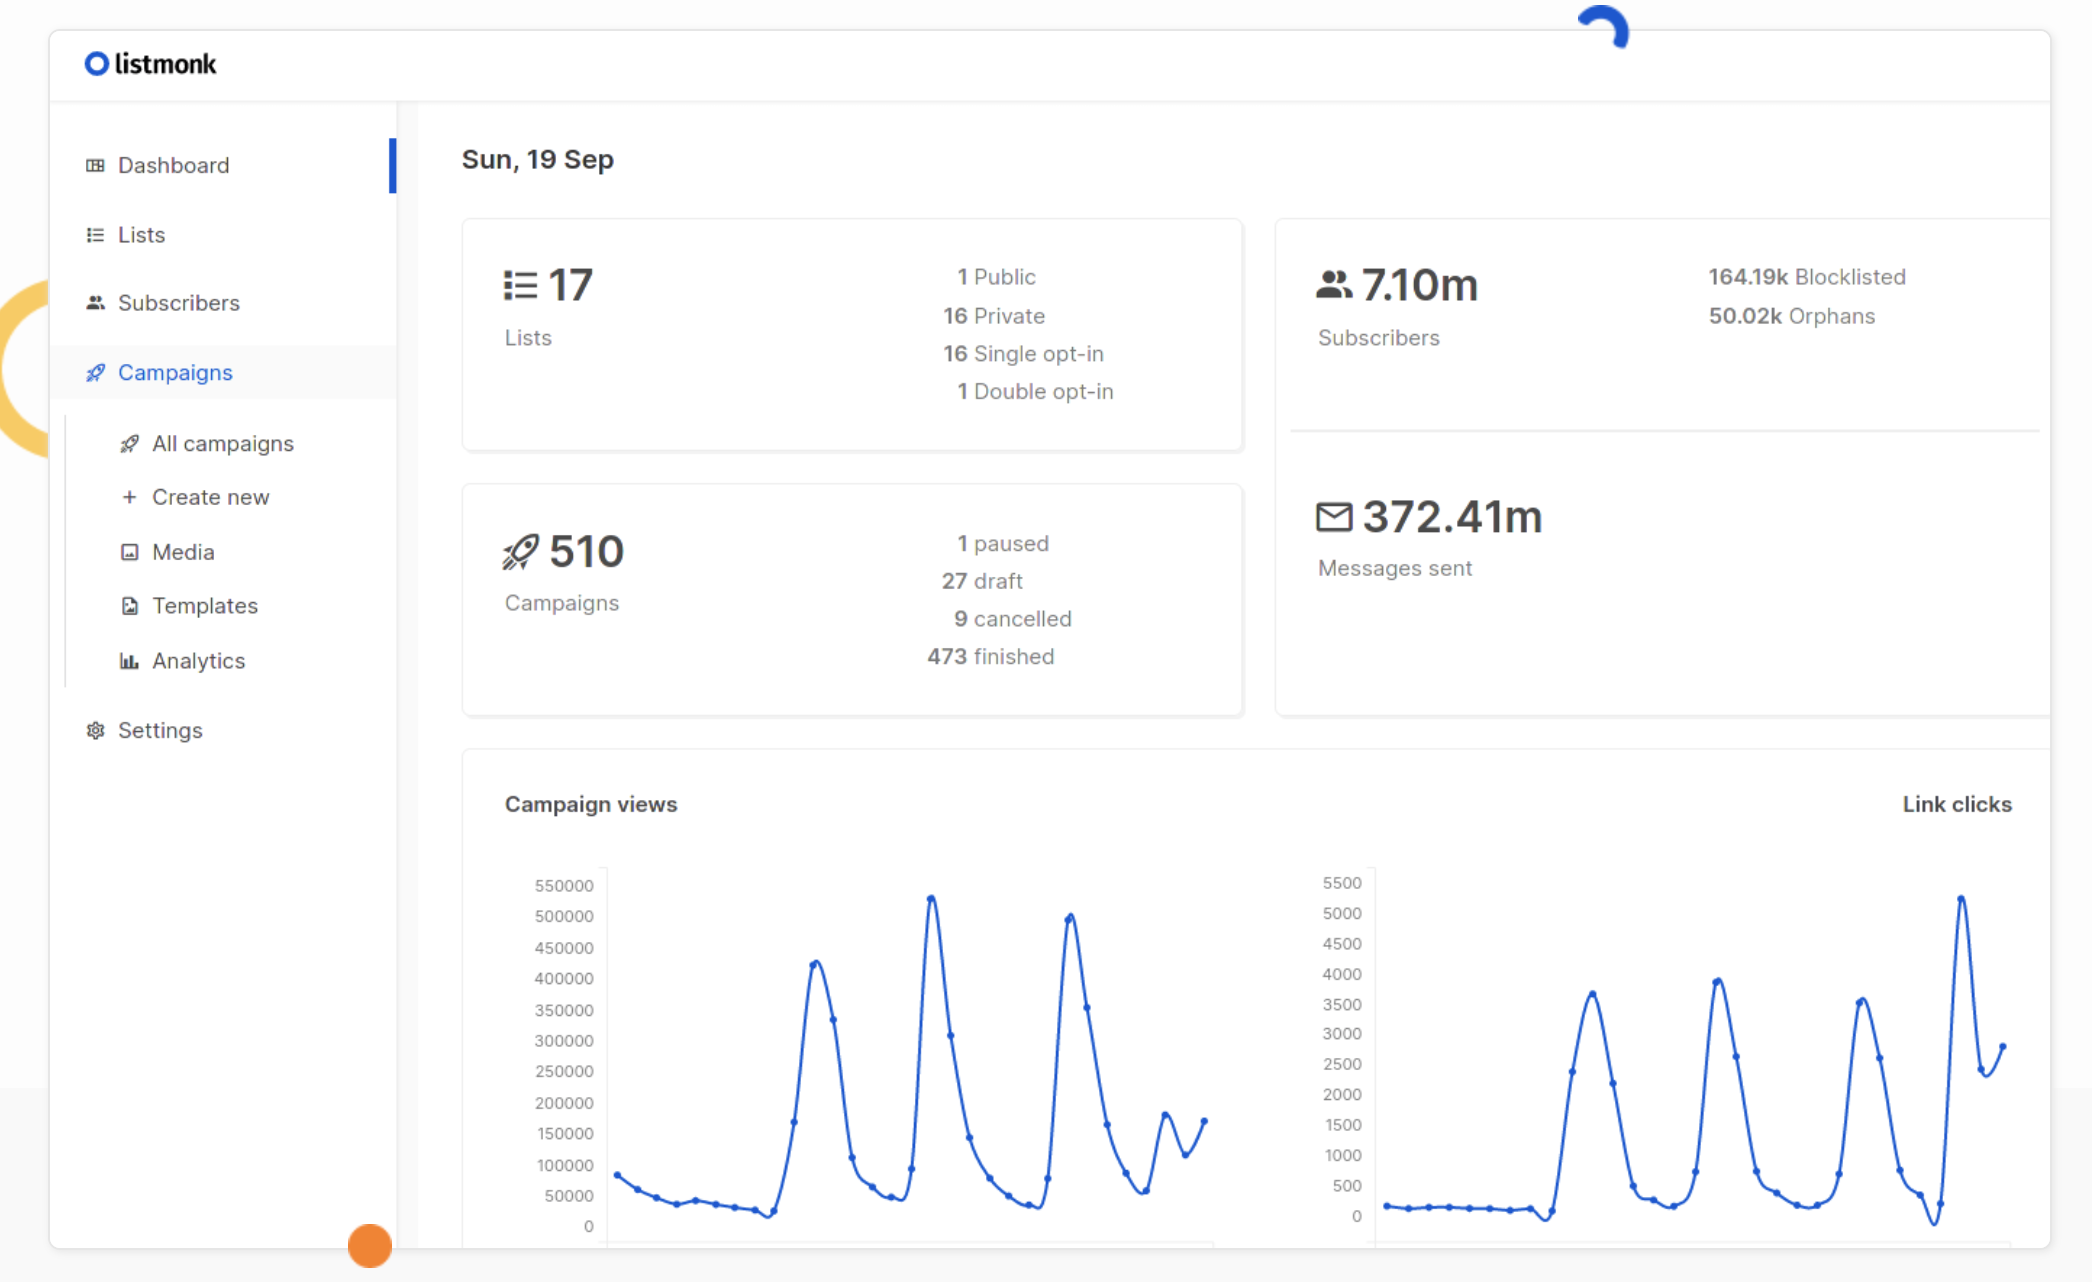 listmonk
Dashboard
Lists
Subscribers
Campaigns
All campaigns
Create new
Media
Templates
Analytics
Settings
Sun, 19 Sep
17
Lists
1 Public
16 Private
16 Single opt-in
1 Double opt-in
7.10m
Subscribers
164.19k Blocklisted
50.02k Orphans
510
Campaigns
1 paused
27 draft
9 cancelled
473 finished
372.41m
Messages sent
Campaign views
550000
500000
450000
400000
350000
300000
250000
200000
150000
100000
50000
0
Link clicks
5500
5000
4500
4000
3500
3000
2500
2000
1500
1000
500
0